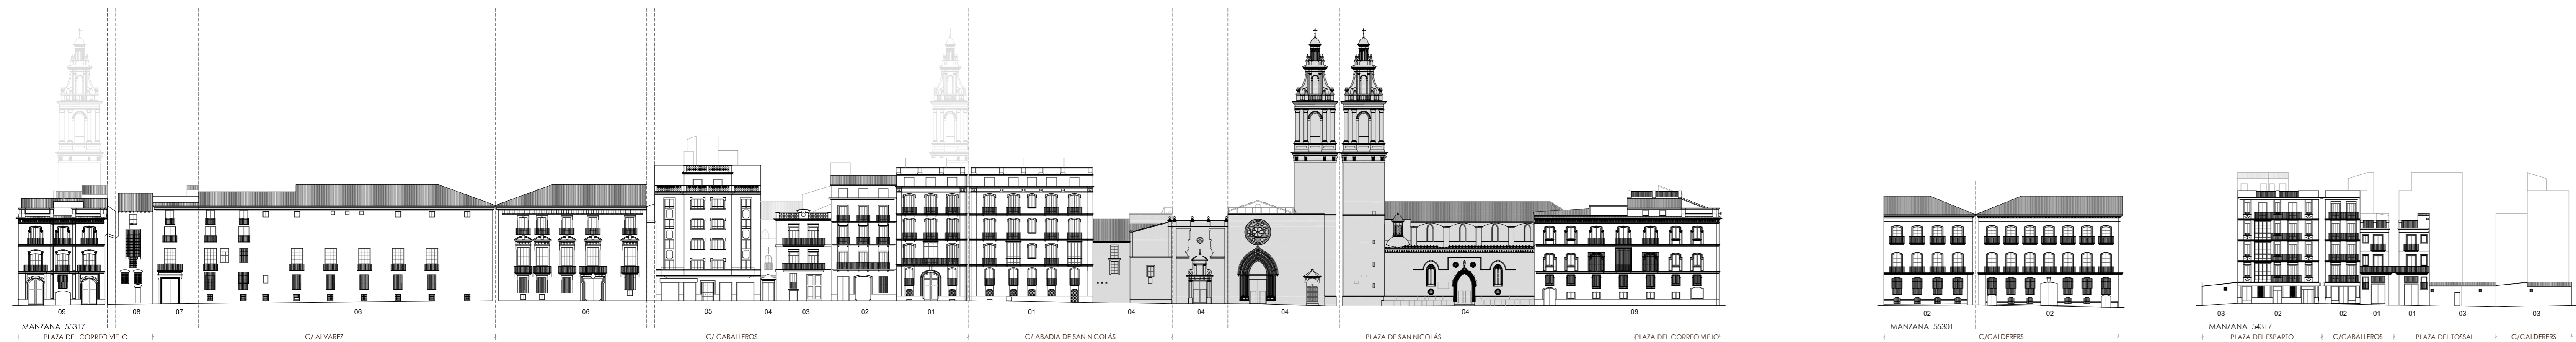 09 08 07 06 06 05 04 03 02 01 01 04 04 04 04 09 02 02 03 02 02 01 01 03 03
MANZANA 55317 MANZANA 55301 MANZANA 54317
PLAZA DEL CORREO VIEJO C/ ÁLVAREZ C/ CABALLEROS C/ ABADIA DE SAN NICOLÁS PLAZA DE SAN NICOLÁS PLAZA DEL CORREO VIEJO C/CALDERERS PLAZA DEL ESPARTO C/CABALLEROS PLAZA DEL TOSSAL C/CALDERERS